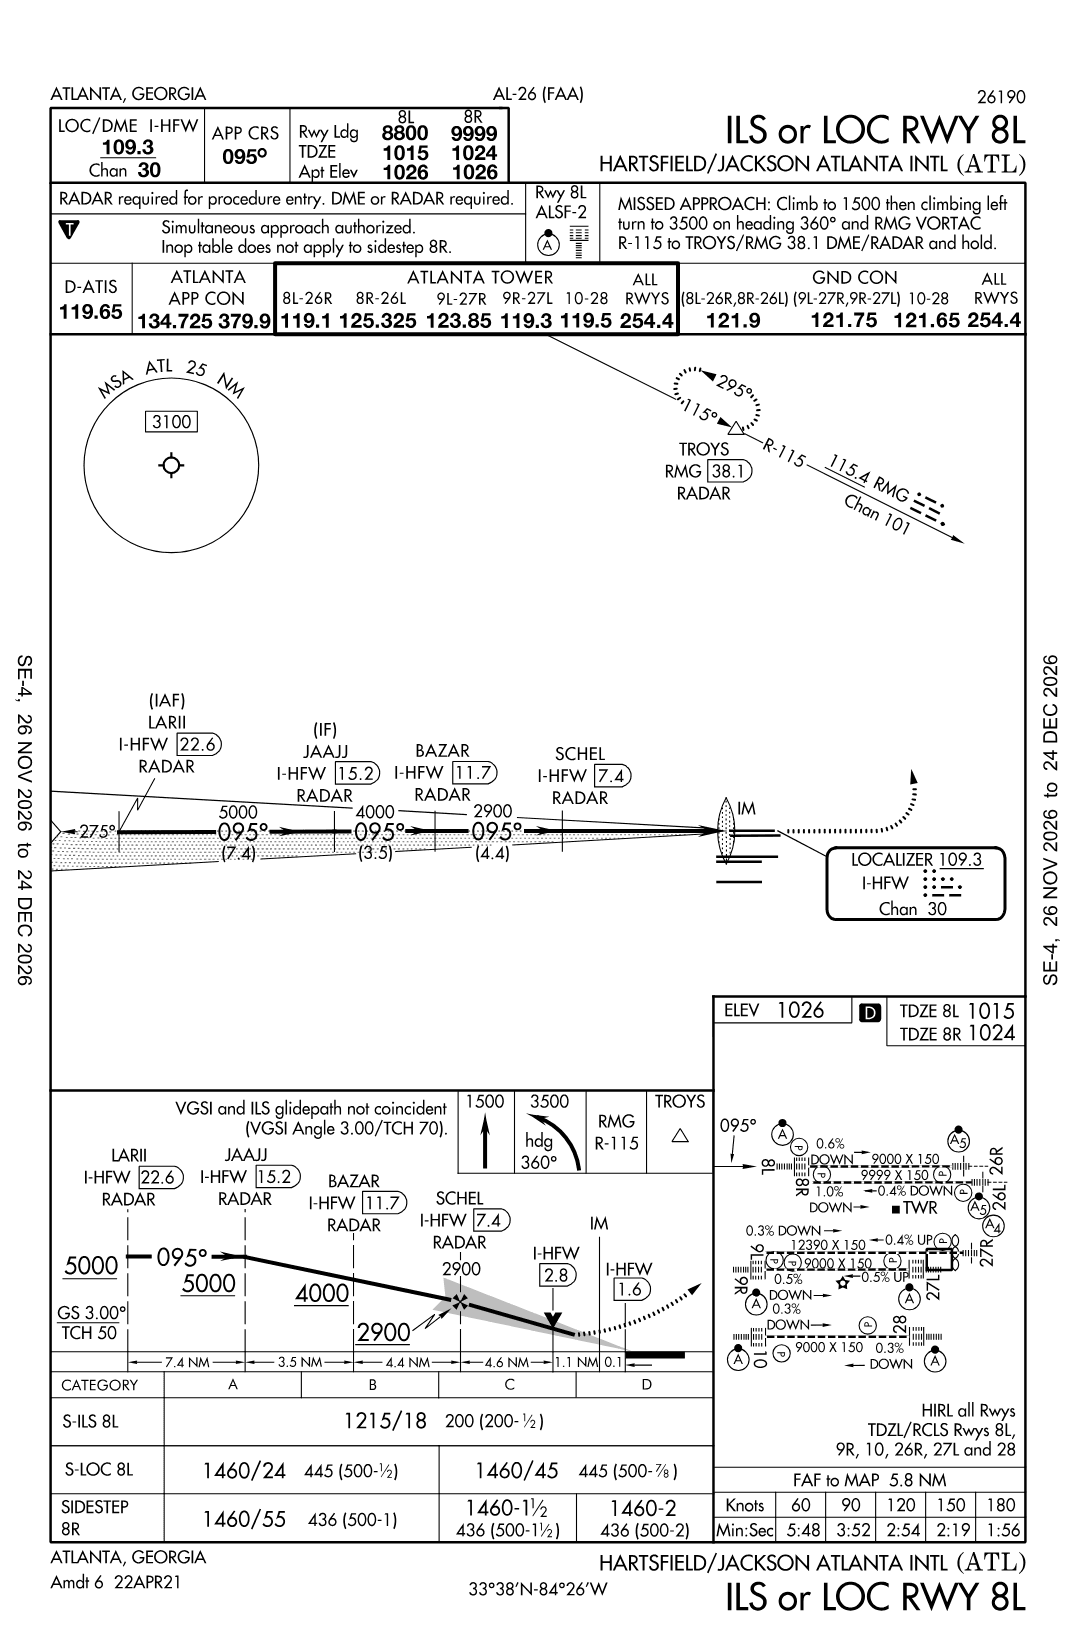 ATLANTA, GEORGIA
AL-26 (FAA)
26190
LOC/DME I-HFW
109.3
Chan 30
APP CRS
095°
8L 8R
Rwy Ldg 8800 9999
TDZE 1015 1024
Apt Elev 1026 1026
ILS or LOC RWY 8L
HARTSFIELD/JACKSON ATLANTA INTL (ATL)
RADAR required for procedure entry. DME or RADAR required.
T
Simultaneous approach authorized.
Inop table does not apply to sidestep 8R.
Rwy 8L
ALSF-2
A
MISSED APPROACH: Climb to 1500 then climbing left
turn to 3500 on heading 360° and RMG VORTAC
R-115 to TROYS/RMG 38.1 DME/RADAR and hold.
D-ATIS
119.65
ATLANTA
APP CON
134.725 379.9
ATLANTA TOWER ALL
8L-26R 8R-26L 9L-27R 9R-27L 10-28 RWYS
119.1 125.325 123.85 119.3 119.5 254.4
GND CON ALL
(8L-26R,8R-26L) (9L-27R,9R-27L) 10-28 RWYS
121.9 121.75 121.65 254.4
MSA ATL 25 NM
3100
295°
115°
TROYS
RMG 38.1
RADAR
R-115
115.4 RMG
Chan 101
SE-4, 26 NOV 2026 to 24 DEC 2026
SE-4, 26 NOV 2026 to 24 DEC 2026
(IAF)
LARII
I-HFW 22.6
RADAR
(IF)
JAAJJ
I-HFW 15.2
RADAR
BAZAR
I-HFW 11.7
RADAR
SCHEL
I-HFW 7.4
RADAR
IM
5000 4000 2900
275° 095° 095° 095°
(7.4) (3.5) (4.4)
LOCALIZER 109.3
I-HFW
Chan 30
ELEV 1026
D
TDZE 8L 1015
TDZE 8R 1024
VGSI and ILS glidepath not coincident
(VGSI Angle 3.00/TCH 70).
1500
3500
hdg
360°
RMG
R-115
TROYS
LARII
I-HFW 22.6
RADAR
JAAJJ
I-HFW 15.2
RADAR
BAZAR
I-HFW 11.7
RADAR
SCHEL
I-HFW 7.4
RADAR
2900
IM
I-HFW
2.8
I-HFW
1.6
5000
095°
5000
4000
2900
GS 3.00°
TCH 50
7.4 NM 3.5 NM 4.4 NM 4.6 NM 1.1 NM 0.1
095°
A
P
A5
0.6%
DOWN
9000 X 150
8L
26R
P
9999 X 150
P
8R
1.0%
DOWN
0.4% DOWN
P
26L
A5
TWR
A4
0.3% DOWN
0.4% UP
P
9L
12390 X 150
27R
P P
9000 X 150
P
9R
0.5%
DOWN
0.5% UP
27L
A
0.3%
DOWN
A
P
28
10
P
9000 X 150
0.3%
DOWN
A
A
HIRL all Rwys
TDZL/RCLS Rwys 8L,
9R, 10, 26R, 27L and 28
FAF to MAP 5.8 NM
Knots 60 90 120 150 180
Min:Sec 5:48 3:52 2:54 2:19 1:56
CATEGORY A B C D
S-ILS 8L 1215/18 200 (200-½)
S-LOC 8L 1460/24 445 (500-½) 1460/45 445 (500-⅞)
SIDESTEP
8R
1460/55 436 (500-1)
1460-1½
436 (500-1½)
1460-2
436 (500-2)
ATLANTA, GEORGIA
Amdt 6 22APR21
33°38'N-84°26'W
HARTSFIELD/JACKSON ATLANTA INTL (ATL)
ILS or LOC RWY 8L